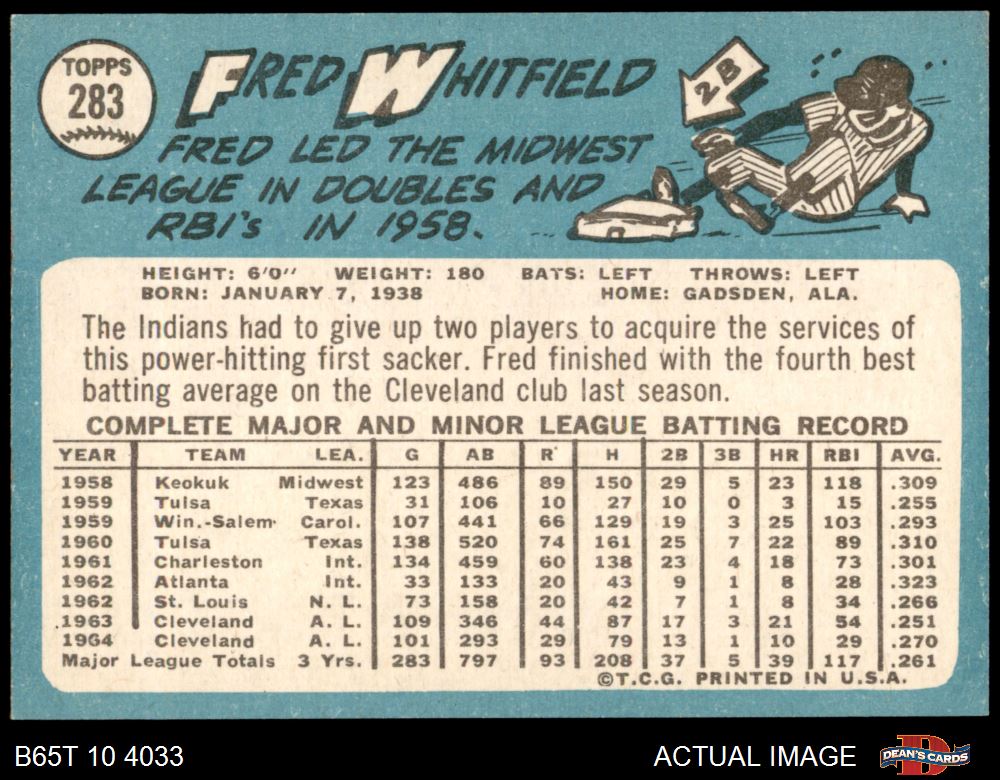 TOPPS
283
FRED WHITFIELD
2B
FRED LED THE MIDWEST
LEAGUE IN DOUBLES AND
RBI's IN 1958.
HEIGHT: 6'0" WEIGHT: 180 BATS: LEFT THROWS: LEFT
BORN: JANUARY 7, 1938 HOME: GADSDEN, ALA.
The Indians had to give up two players to acquire the services of
this power-hitting first sacker. Fred finished with the fourth best
batting average on the Cleveland club last season.
COMPLETE MAJOR AND MINOR LEAGUE BATTING RECORD
YEAR TEAM LEA. G AB R H 2B 3B HR RBI AVG.
1958 Keokuk Midwest 123 486 89 150 29 5 23 118 .309
1959 Tulsa Texas 31 106 10 27 10 0 3 15 .255
1959 Win.-Salem Carol. 107 441 66 129 19 3 25 103 .293
1960 Tulsa Texas 138 520 74 161 25 7 22 89 .310
1961 Charleston Int. 134 459 60 138 23 4 18 73 .301
1962 Atlanta Int. 33 133 20 43 9 1 8 28 .323
1962 St. Louis N. L. 73 158 20 42 7 1 8 34 .266
1963 Cleveland A. L. 109 346 44 87 17 3 21 54 .251
1964 Cleveland A. L. 101 293 29 79 13 1 10 29 .270
Major League Totals 3 Yrs. 283 797 93 208 37 5 39 117 .261
©T.C.G. PRINTED IN U.S.A.
B65T 10 4033 ACTUAL IMAGE DEAN'S CARDS